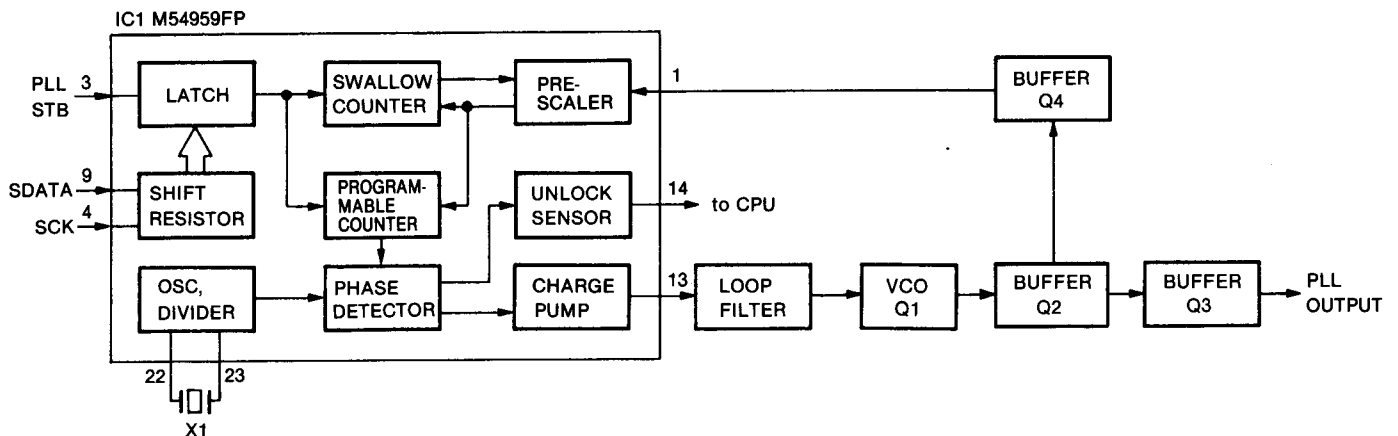 IC1 M54959FP
PLL
STB
3
LATCH
SWALLOW
COUNTER
PRE-
SCALER
1
BUFFER
Q4
SDATA
9
SCK
4
SHIFT
RESISTOR
PROGRAM-
MABLE
COUNTER
UNLOCK
SENSOR
14
to CPU
OSC,
DIVIDER
PHASE
DETECTOR
CHARGE
PUMP
13
LOOP
FILTER
VCO
Q1
BUFFER
Q2
BUFFER
Q3
PLL
OUTPUT
22
23
X1